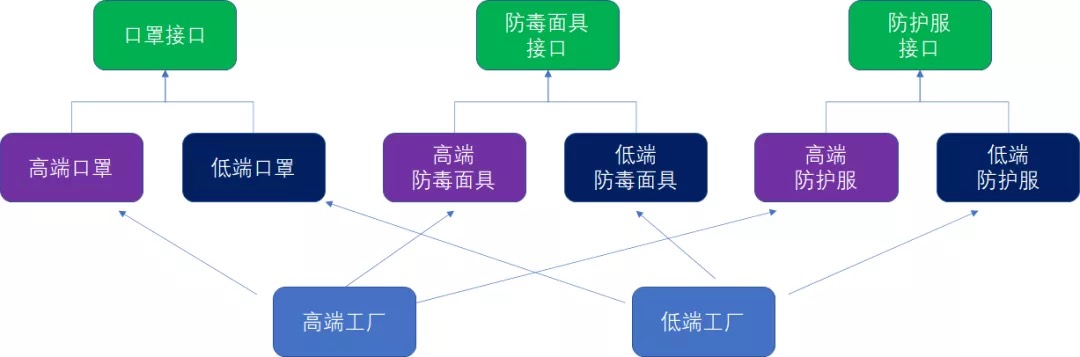 口罩接口
防毒面具
接口
防护服
接口
高端口罩
低端口罩
高端
防毒面具
低端
防毒面具
高端
防护服
低端
防护服
高端工厂
低端工厂